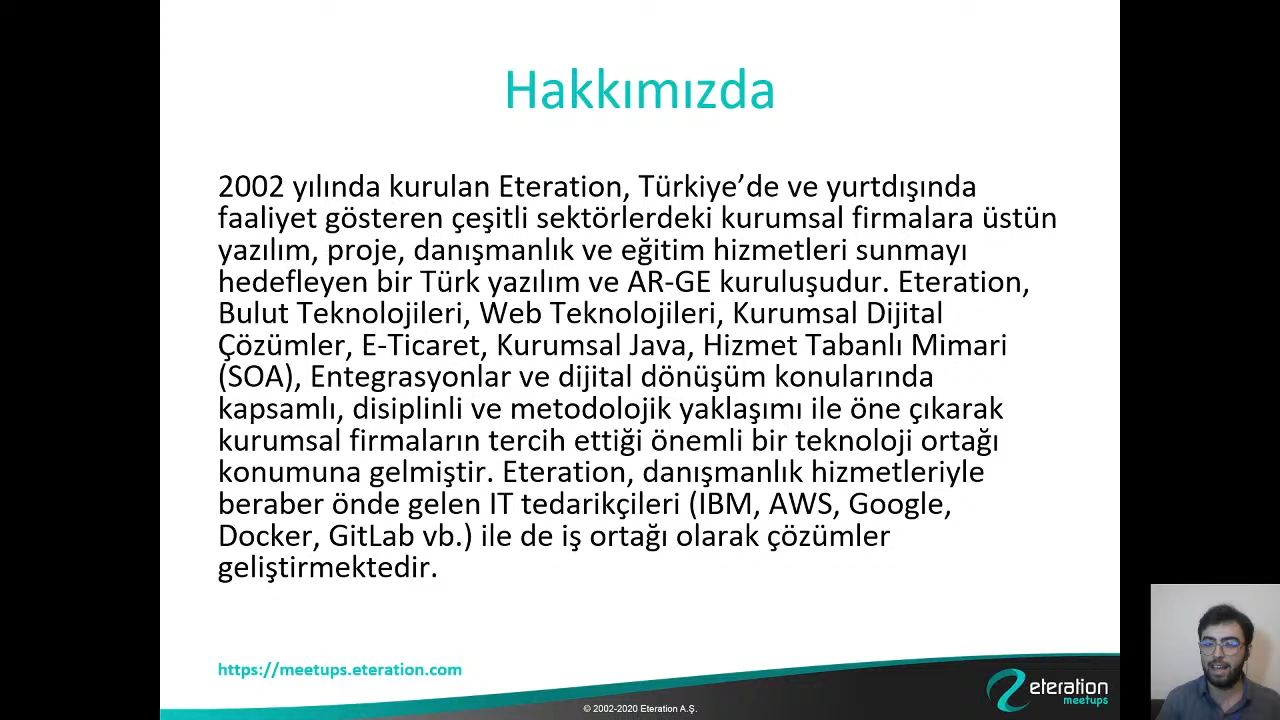 Hakkımızda
2002 yılında kurulan Eteration, Türkiye’de ve yurtdışında
faaliyet gösteren çeşitli sektörlerdeki kurumsal firmalara üstün
yazılım, proje, danışmanlık ve eğitim hizmetleri sunmayı
hedefleyen bir Türk yazılım ve AR-GE kuruluşudur. Eteration,
Bulut Teknolojileri, Web Teknolojileri, Kurumsal Dijital
Çözümler, E-Ticaret, Kurumsal Java, Hizmet Tabanlı Mimari
(SOA), Entegrasyonlar ve dijital dönüşüm konularında
kapsamlı, disiplinli ve metodolojik yaklaşımı ile öne çıkarak
kurumsal firmaların tercih ettiği önemli bir teknoloji ortağı
konumuna gelmiştir. Eteration, danışmanlık hizmetleriyle
beraber önde gelen IT tedarikçileri (IBM, AWS, Google,
Docker, GitLab vb.) ile de iş ortağı olarak çözümler
geliştirmektedir.
https://meetups.eteration.com
eteration
meetups
© 2002-2020 Eteration A.Ş.